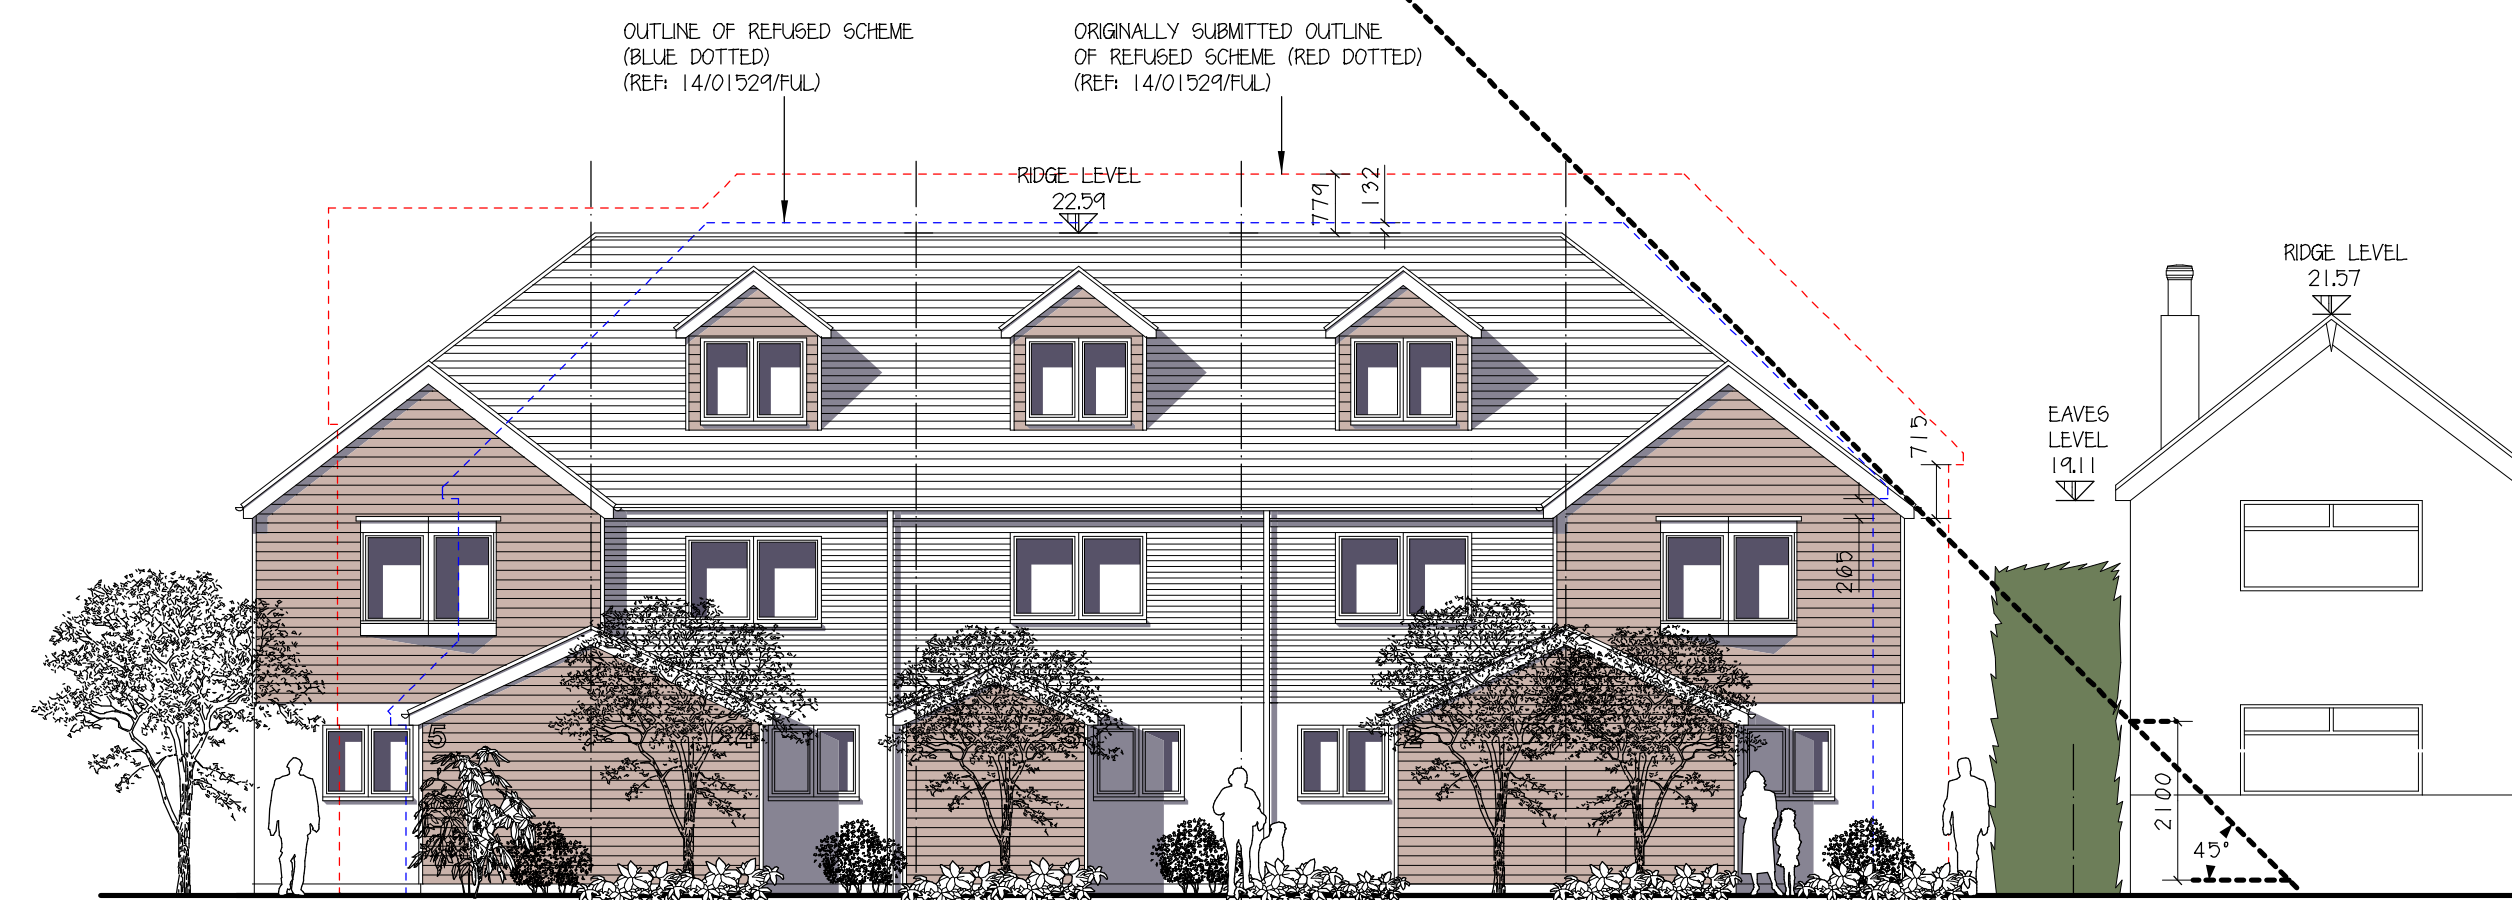 OUTLINE OF REFUSED SCHEME
(BLUE DOTTED)
(REF: 14/01529/FUL)
ORIGINALLY SUBMITTED OUTLINE
OF REFUSED SCHEME (RED DOTTED)
(REF: 14/01529/FUL)
RIDGE LEVEL
22.59
779
132
RIDGE LEVEL
21.57
EAVES
LEVEL
19.11
715
265
5
4
2100
45°